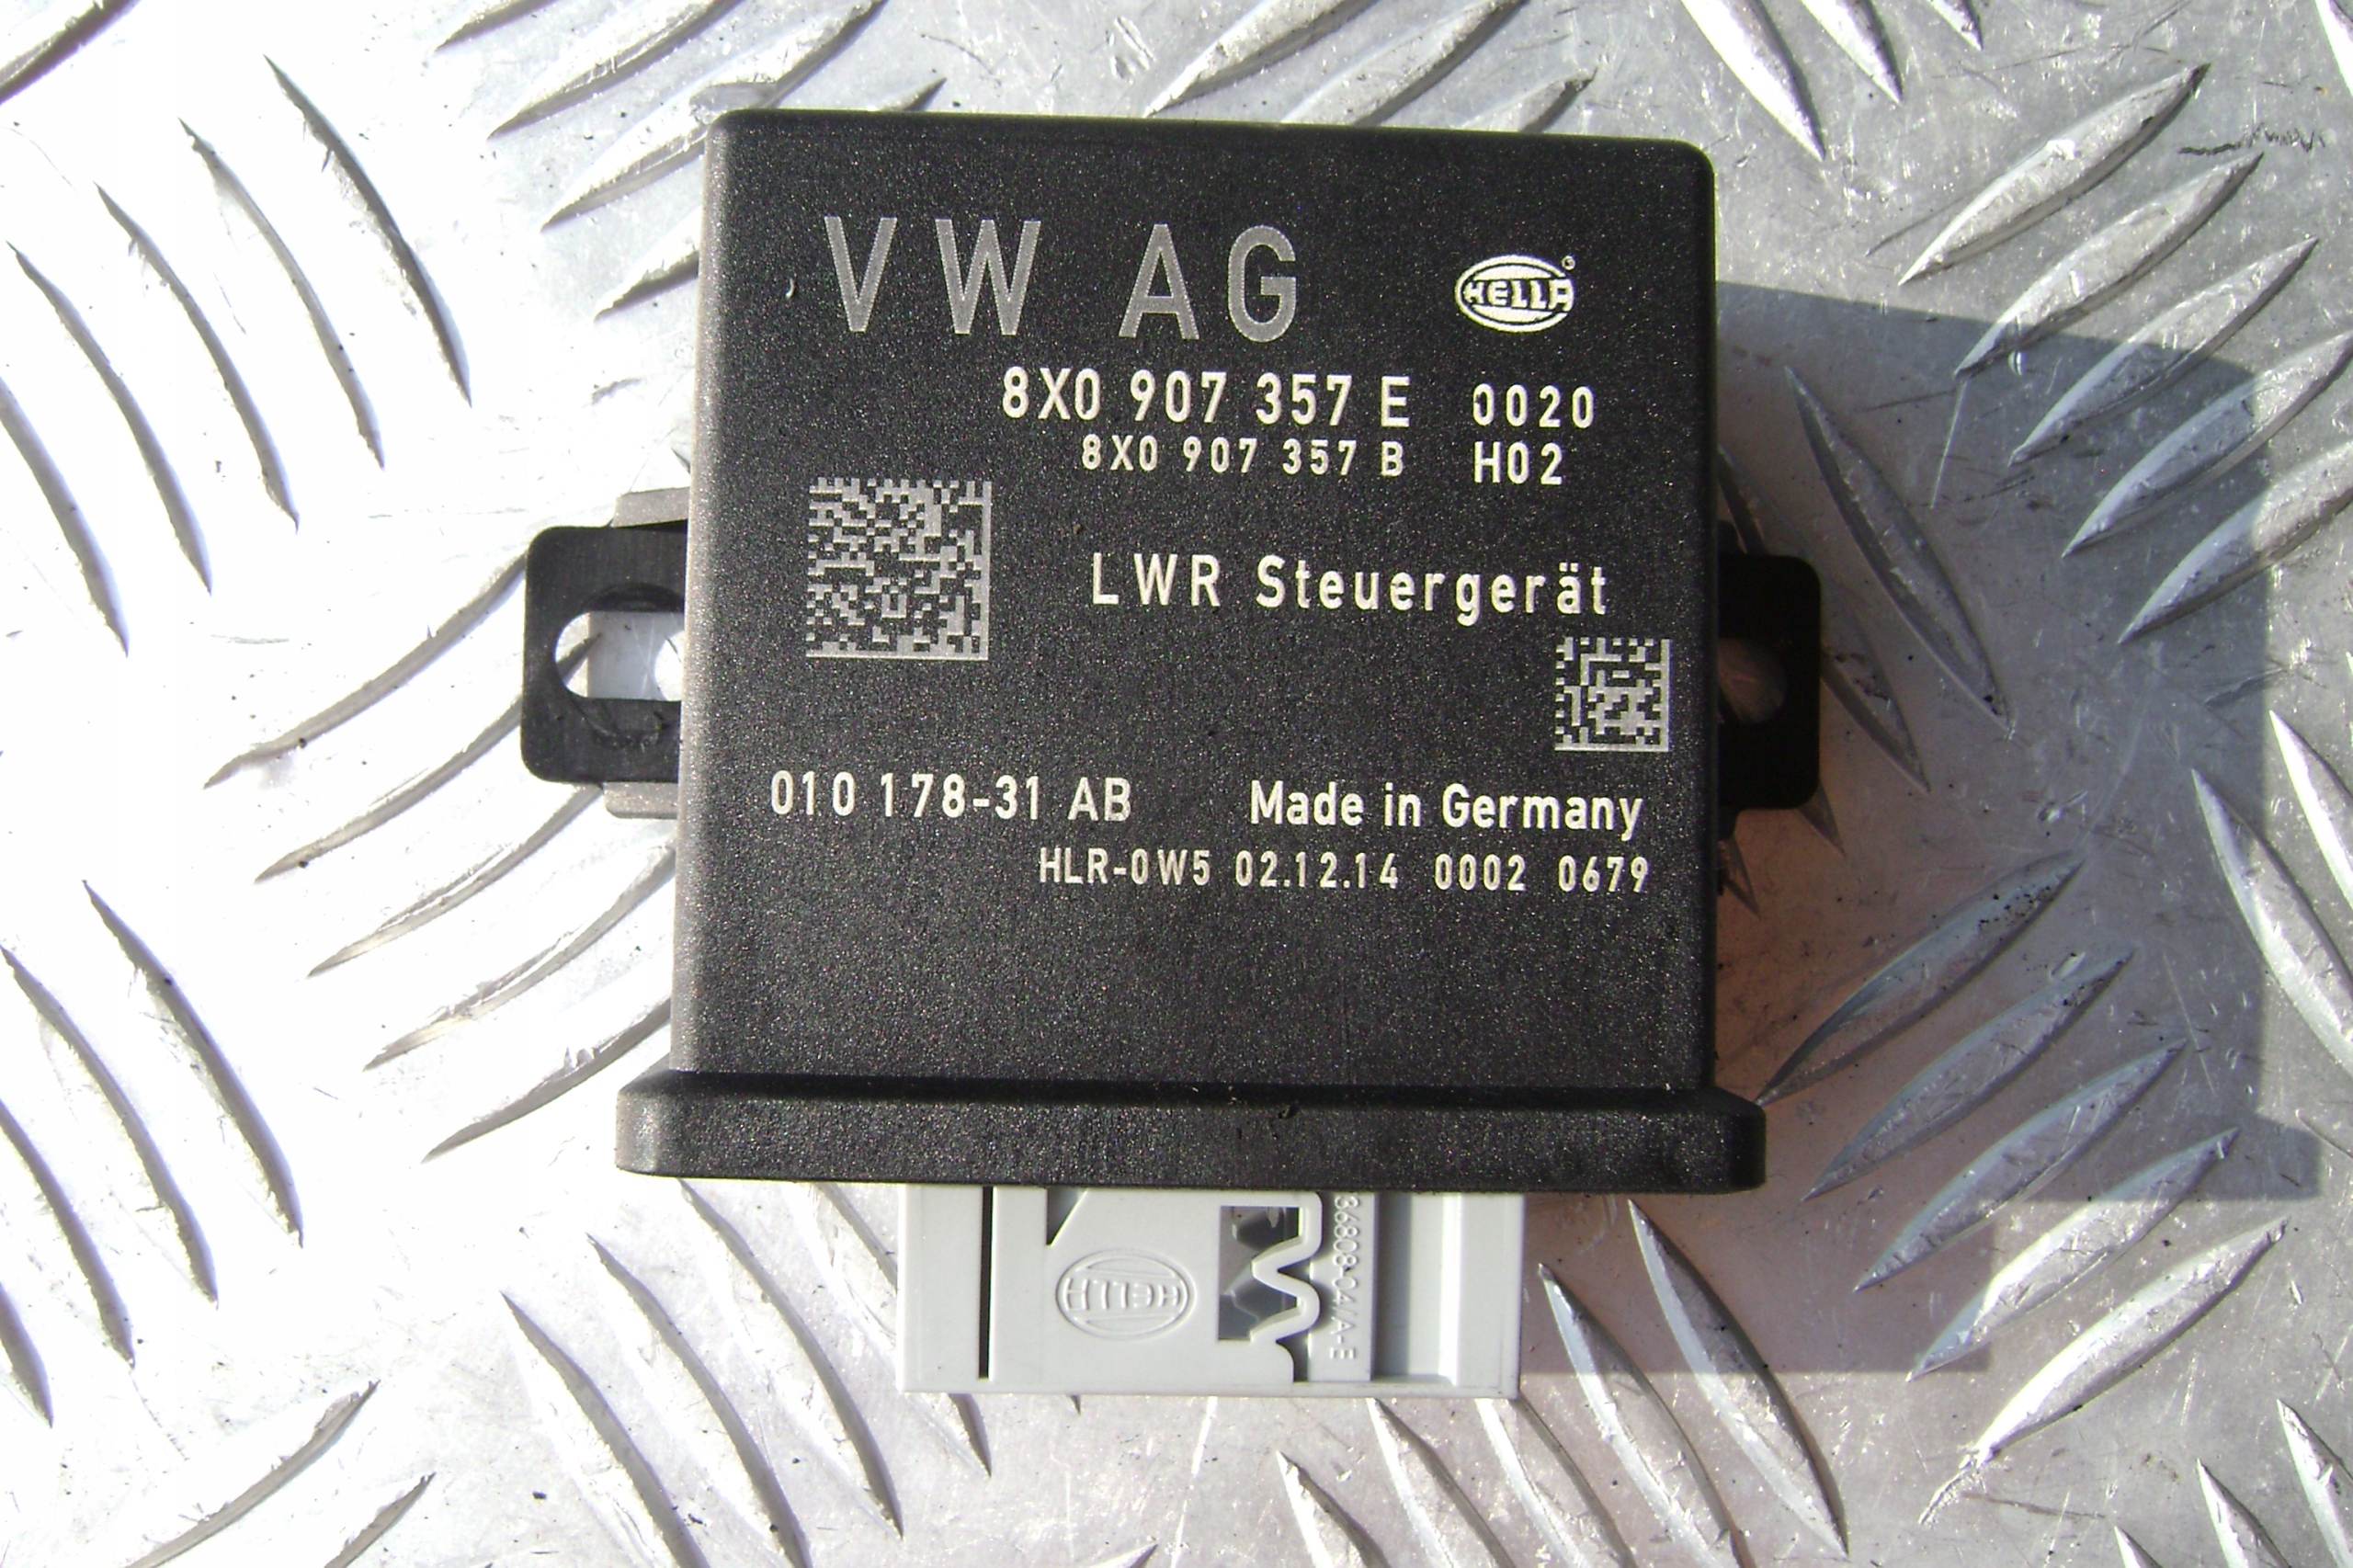 VW AG
HELLA
8X0 907 357 E 0020
8X0 907 357 B H02
LWR Steuergerät
010 178-31 AB Made in Germany
HLR-0W5 02.12.14 0002 0679
HELLA